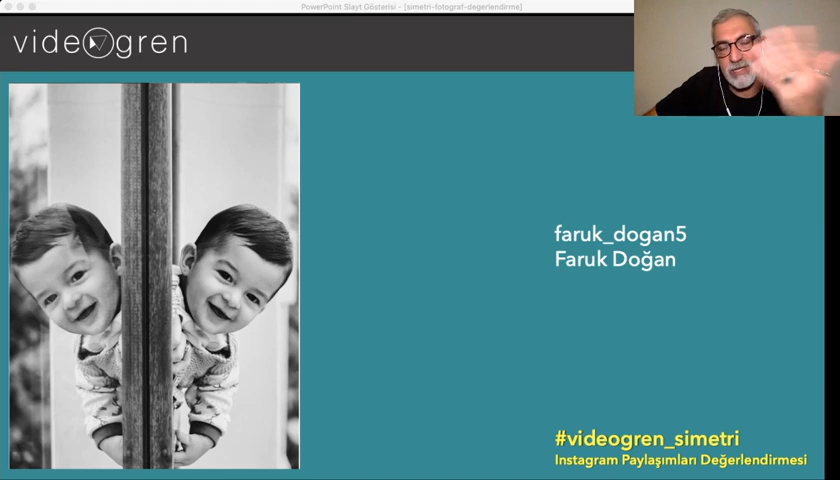 PowerPoint Slayt Gösterisi - [simetri-fotograf-degerlendirme]
videogren
faruk_dogan5
Faruk Doğan
#videogren_simetri
Instagram Paylaşımları Değerlendirmesi